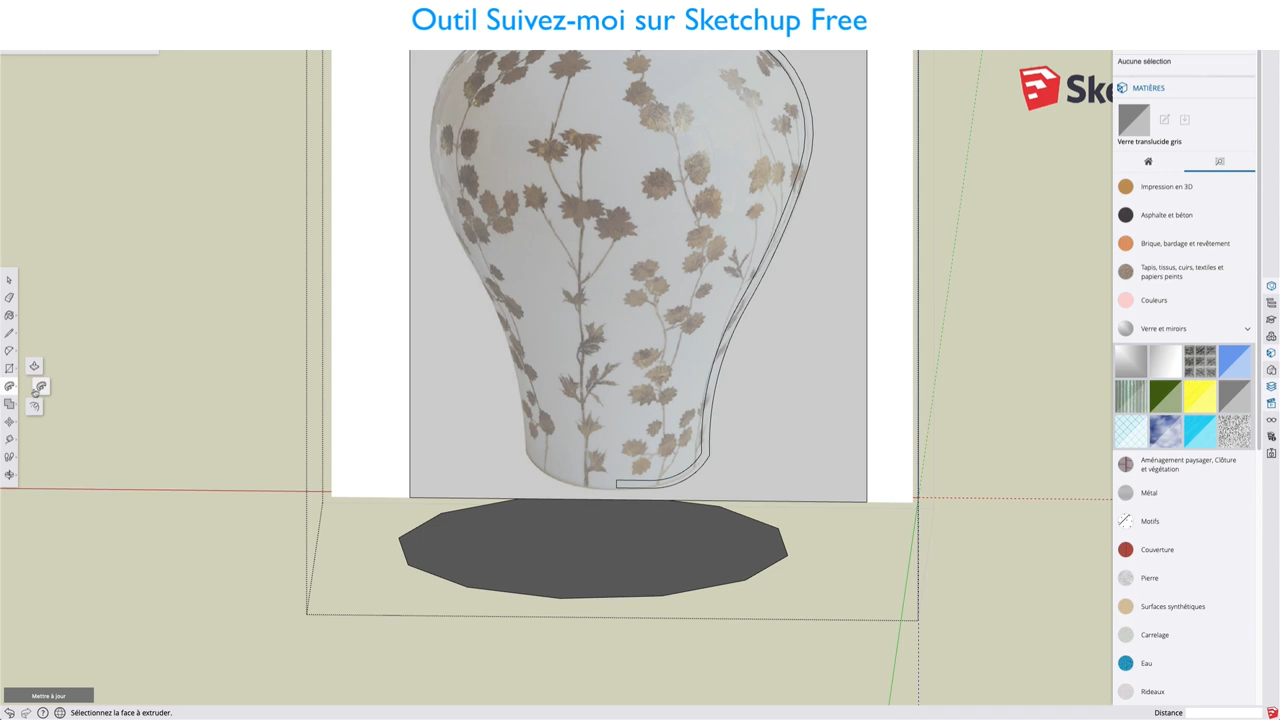 Outil Suivez-moi sur Sketchup Free
Aucune sélection
Ske
MATIÈRES
Verre translucide gris
Impression en 3D
Asphalte et béton
Brique, bardage et revêtement
Tapis, tissus, cuirs, textiles et
papiers peints
Couleurs
Verre et miroirs
Aménagement paysager, Clôture
et végétation
Métal
Motifs
Couverture
Pierre
Surfaces synthétiques
Carrelage
Eau
Rideaux
Mettre à jour
Sélectionnez la face à extruder.
Distance